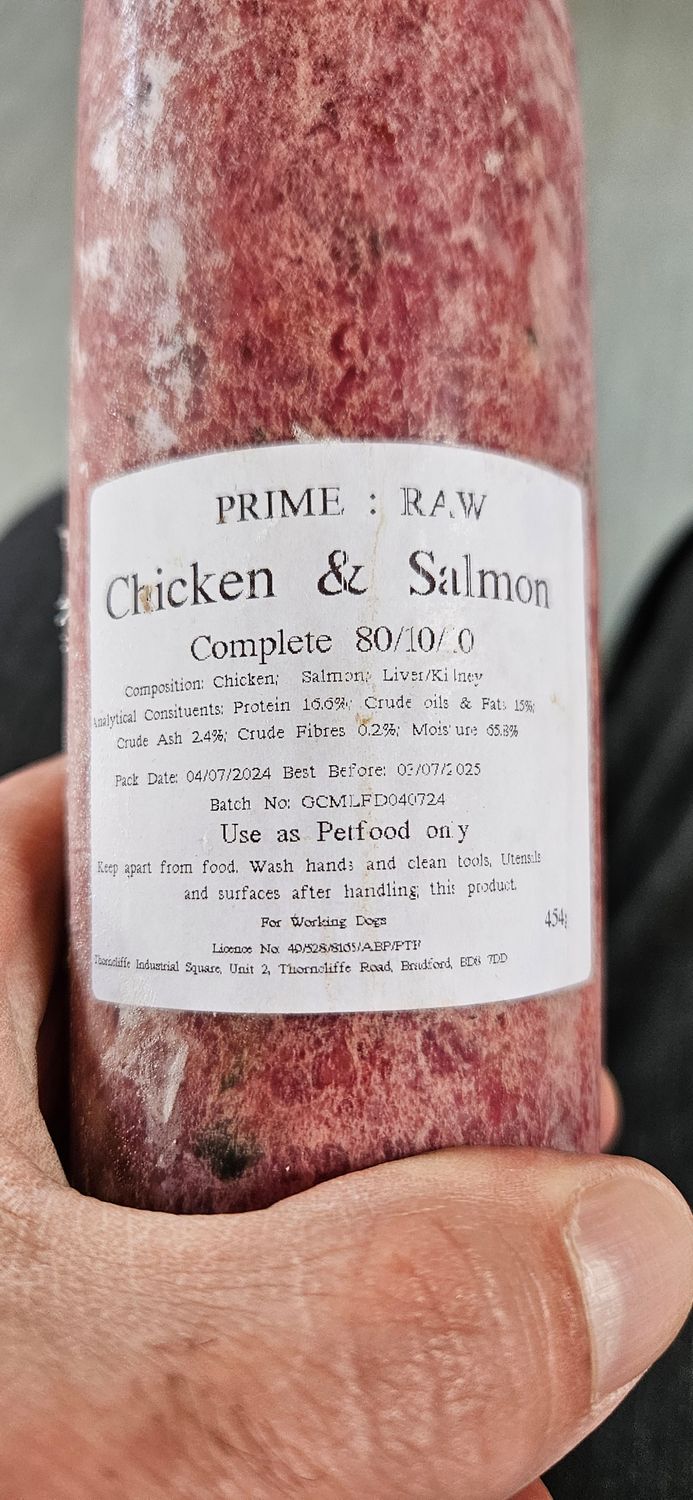 PRIME : RAW
Chicken & Salmon
Complete 80/10/10
Composition: Chicken; Salmon; Liver/Kidney
Analytical Consituents: Protein 16.6%; Crude oils & Fats 15%;
Crude Ash 2.4%; Crude Fibres 0.2%; Moisture 65.8%
Pack Date: 04/07/2024 Best Before: 03/07/2025
Batch No: GCMLFD040724
Use as Petfood only
Keep apart from food. Wash hands and clean tools, Utensils
and surfaces after handling this product.
For Working Dogs
454g
Licence No: 40/528/8165/ABP/PTP
Thorncliffe Industrial Square, Unit 2, Thorncliffe Road, Bradford, BD8 7DD